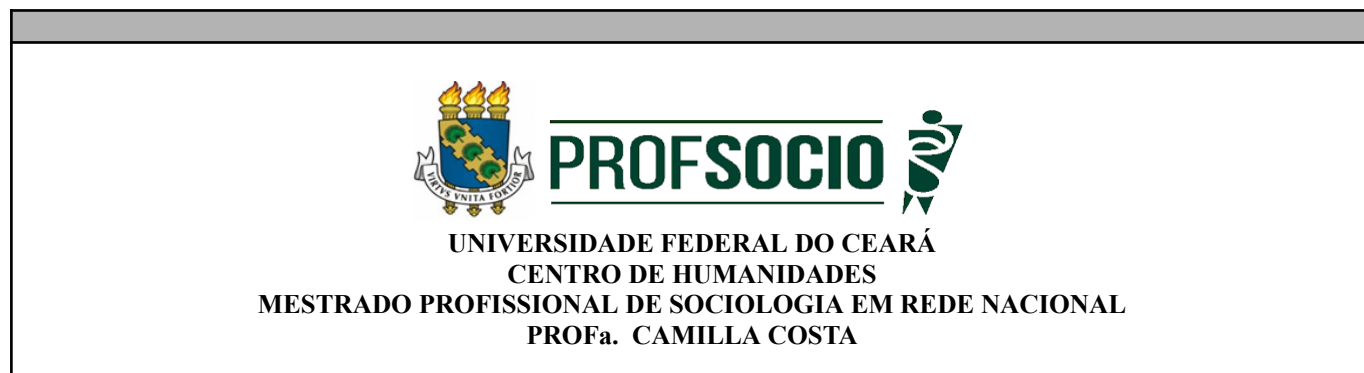 VIRTVS VNITA FORTIOR
PROFSOCIO
UNIVERSIDADE FEDERAL DO CEARÁ
CENTRO DE HUMANIDADES
MESTRADO PROFISSIONAL DE SOCIOLOGIA EM REDE NACIONAL
PROFa. CAMILLA COSTA